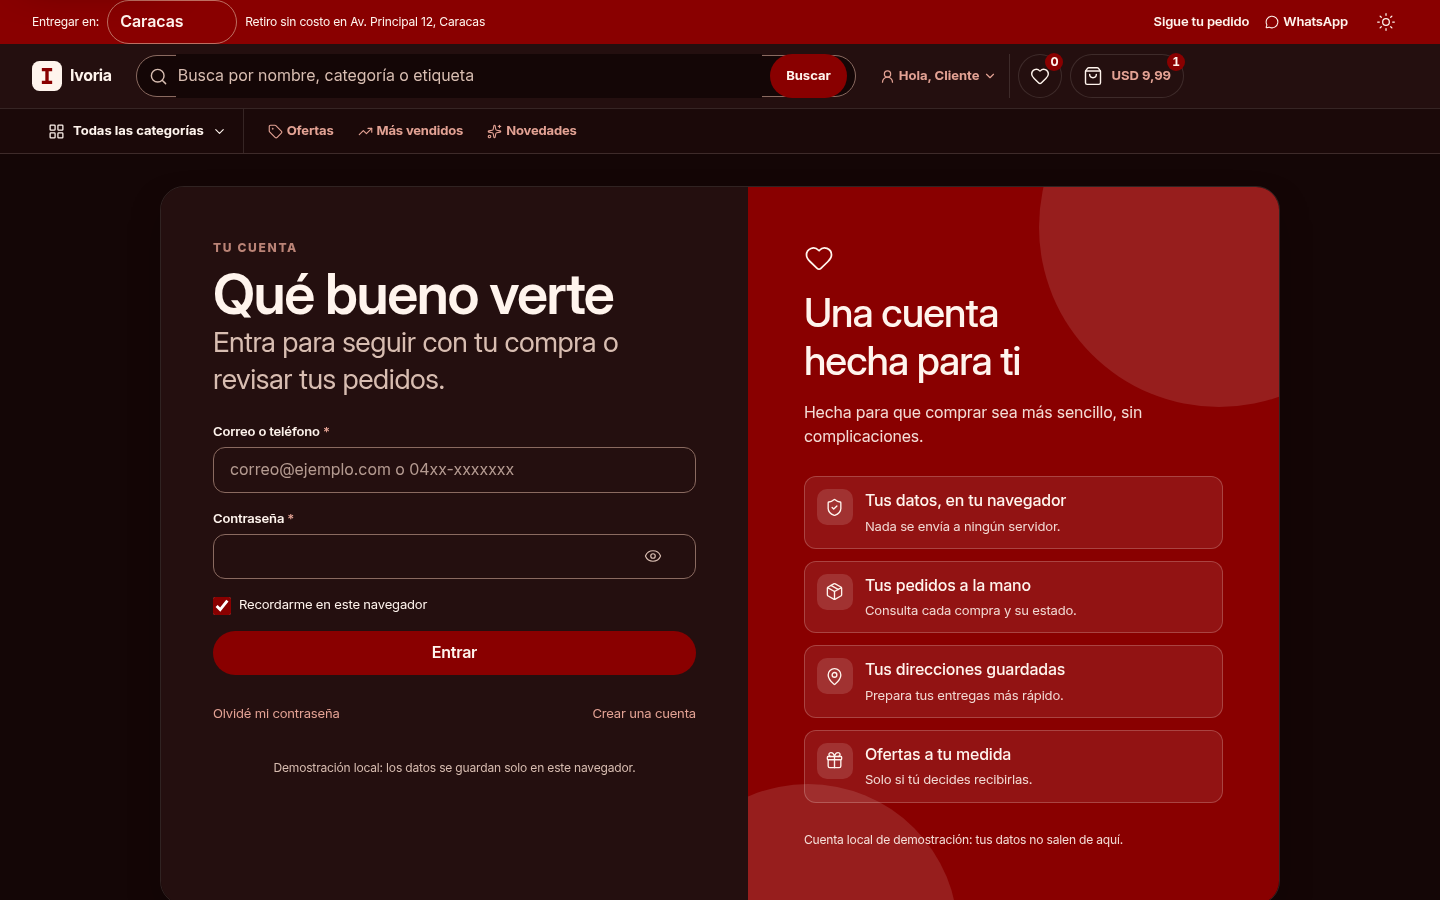 Entregar en: Caracas Retiro sin costo en Av. Principal 12, Caracas Sigue tu pedido WhatsApp
I Ivoria Busca por nombre, categoría o etiqueta Buscar Hola, Cliente 0 USD 9,99 1
Todas las categorías Ofertas Más vendidos Novedades
TU CUENTA
Qué bueno verte
Entra para seguir con tu compra o
revisar tus pedidos.
Correo o teléfono *
correo@ejemplo.com o 04xx-xxxxxxx
Contraseña *
Recordarme en este navegador
Entrar
Olvidé mi contraseña Crear una cuenta
Demostración local: los datos se guardan solo en este navegador.
Una cuenta
hecha para ti
Hecha para que comprar sea más sencillo, sin
complicaciones.
Tus datos, en tu navegador
Nada se envía a ningún servidor.
Tus pedidos a la mano
Consulta cada compra y su estado.
Tus direcciones guardadas
Prepara tus entregas más rápido.
Ofertas a tu medida
Solo si tú decides recibirlas.
Cuenta local de demostración: tus datos no salen de aquí.